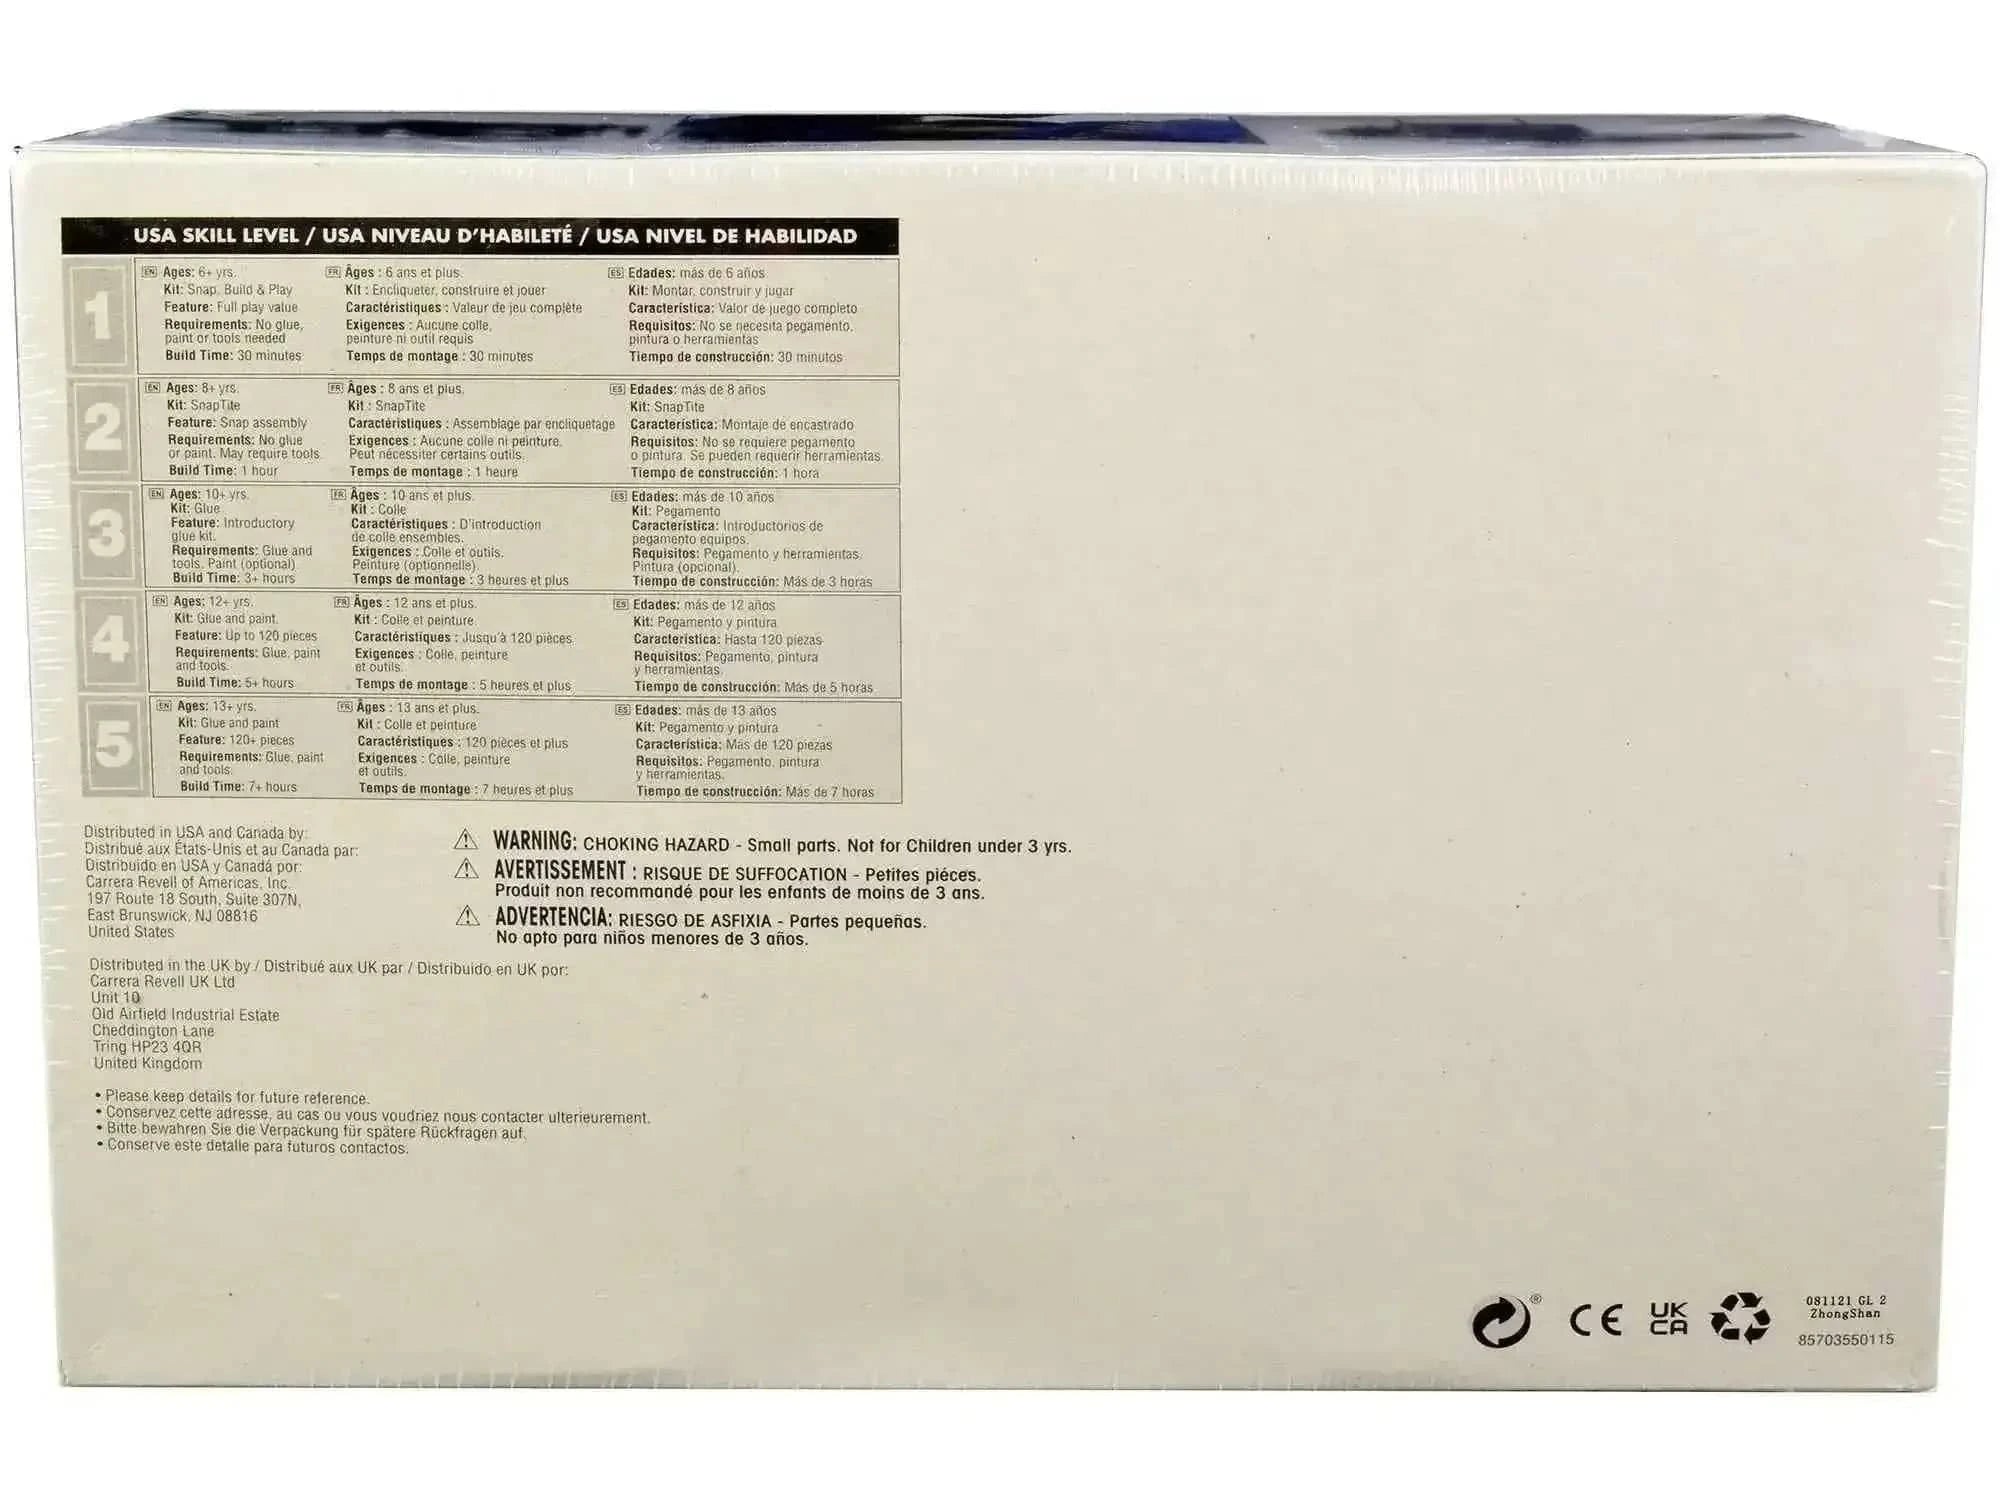 USA SKILL LEVEL / USA NIVEAU D'HABILETÉ / USA NIVEL DE HABILIDAD
1
EN Ages: 6+ yrs.
Kit: Snap, Build & Play
Feature: Full play value
Requirements: No glue,
paint or tools needed
Build Time: 30 minutes
FR Âges : 6 ans et plus.
Kit : Encliqueter, construire et jouer
Caractéristiques : Valeur de jeu complète
Exigences : Aucune colle,
peinture ni outil requis
Temps de montage : 30 minutes
ES Edades: más de 6 años
Kit: Montar, construir y jugar
Característica: Valor de juego completo
Requisitos: No se necesita pegamento,
pintura o herramientas
Tiempo de construcción: 30 minutos
2
EN Ages: 8+ yrs.
Kit: SnapTite
Feature: Snap assembly
Requirements: No glue
or paint. May require tools.
Build Time: 1 hour
FR Âges : 8 ans et plus.
Kit : SnapTite
Caractéristiques : Assemblage par encliquetage
Exigences : Aucune colle ni peinture.
Peut nécessiter certains outils.
Temps de montage : 1 heure
ES Edades: más de 8 años
Kit: SnapTite
Característica: Montaje de encastrado
Requisitos: No se requiere pegamento
o pintura. Se pueden requerir herramientas.
Tiempo de construcción: 1 hora
3
EN Ages: 10+ yrs.
Kit: Glue
Feature: Introductory
glue kit.
Requirements: Glue and
tools. Paint (optional)
Build Time: 3+ hours
FR Âges : 10 ans et plus.
Kit : Colle
Caractéristiques : D'introduction
de colle ensembles.
Exigences : Colle et outils.
Peinture (optionnelle).
Temps de montage : 3 heures et plus
ES Edades: más de 10 años
Kit: Pegamento
Característica: Introductorios de
pegamento equipos.
Requisitos: Pegamento y herramientas.
Pintura (opcional).
Tiempo de construcción: Más de 3 horas
4
EN Ages: 12+ yrs.
Kit: Glue and paint.
Feature: Up to 120 pieces
Requirements: Glue, paint
and tools.
Build Time: 5+ hours
FR Âges : 12 ans et plus.
Kit : Colle et peinture
Caractéristiques : Jusqu'à 120 pièces
Exigences : Colle, peinture
et outils.
Temps de montage : 5 heures et plus
ES Edades: más de 12 años
Kit: Pegamento y pintura
Característica: Hasta 120 piezas
Requisitos: Pegamento, pintura
y herramientas.
Tiempo de construcción: Más de 5 horas
5
EN Ages: 13+ yrs.
Kit: Glue and paint
Feature: 120+ pieces
Requirements: Glue, paint
and tools.
Build Time: 7+ hours
FR Âges : 13 ans et plus.
Kit : Colle et peinture
Caractéristiques : 120 pièces et plus
Exigences : Colle, peinture
et outils.
Temps de montage : 7 heures et plus
ES Edades: más de 13 años
Kit: Pegamento y pintura
Característica: Más de 120 piezas
Requisitos: Pegamento, pintura
y herramientas.
Tiempo de construcción: Más de 7 horas
Distributed in USA and Canada by:
Distribué aux États-Unis et au Canada par:
Distribuido en USA y Canadá por:
Carrera Revell of Americas, Inc.
197 Route 18 South, Suite 307N,
East Brunswick, NJ 08816
United States
WARNING: CHOKING HAZARD - Small parts. Not for Children under 3 yrs.
AVERTISSEMENT : RISQUE DE SUFFOCATION - Petites piéces.
Produit non recommandé pour les enfants de moins de 3 ans.
ADVERTENCIA: RIESGO DE ASFIXIA - Partes pequeñas.
No apto para niños menores de 3 años.
Distributed in the UK by / Distribué aux UK par / Distribuido en UK por:
Carrera Revell UK Ltd
Unit 10
Old Airfield Industrial Estate
Cheddington Lane
Tring HP23 4QR
United Kingdom
• Please keep details for future reference.
• Conservez cette adresse, au cas ou vous voudriez nous contacter ulterieurement.
• Bitte bewahren Sie die Verpackung für spätere Rückfragen auf.
• Conserve este detalle para futuros contactos.
® CE UK
CA
081121 GL 2
ZhongShan
85703550115